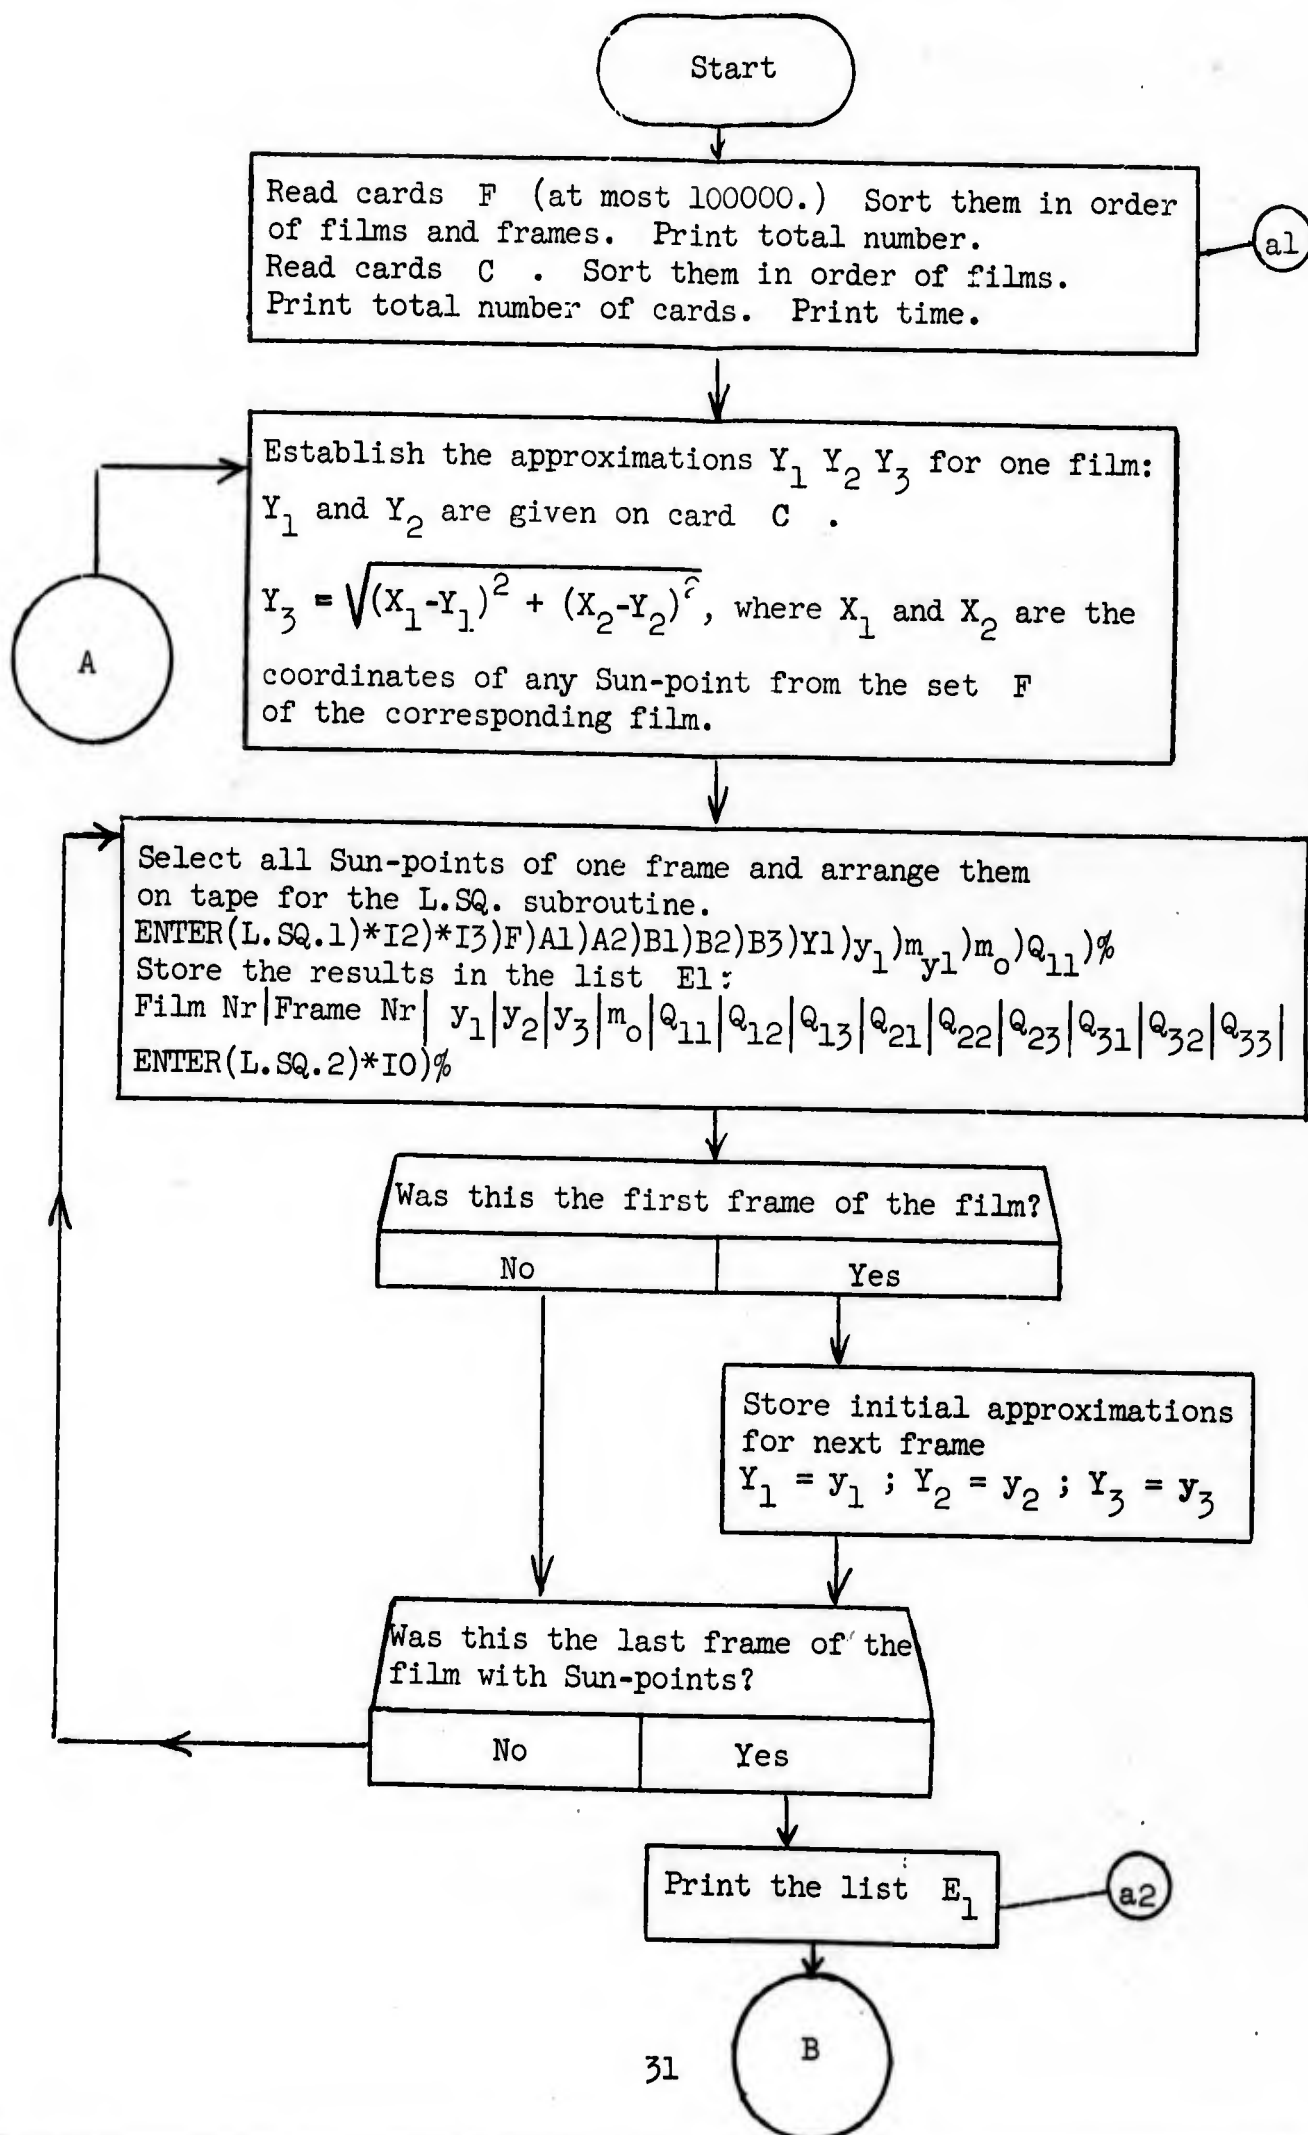 Start
Read cards F (at most 100000.) Sort them in order
of films and frames. Print total number.
Read cards C . Sort them in order of films.
Print total number of cards. Print time.
a1
Establish the approximations Y₁ Y₂ Y₃ for one film:
Y₁ and Y₂ are given on card C .
Y₃ = √(X₁-Y₁)² + (X₂-Y₂)², where X₁ and X₂ are the
coordinates of any Sun-point from the set F
of the corresponding film.
A
Select all Sun-points of one frame and arrange them
on tape for the L.SQ. subroutine.
ENTER(L.SQ.1)*I2)*I3)F)A1)A2)B1)B2)B3)Y1)y₁)m_y1)m₀)Q₁₁)%
Store the results in the list E1:
Film Nr|Frame Nr| y₁|y₂|y₃|m₀|Q₁₁|Q₁₂|Q₁₃|Q₂₁|Q₂₂|Q₂₃|Q₃₁|Q₃₂|Q₃₃|
ENTER(L.SQ.2)*I0)%
Was this the first frame of the film?
No Yes
Store initial approximations
for next frame
Y₁ = y₁ ; Y₂ = y₂ ; Y₃ = y₃
Was this the last frame of the
film with Sun-points?
No Yes
Print the list E₁
a2
B
31